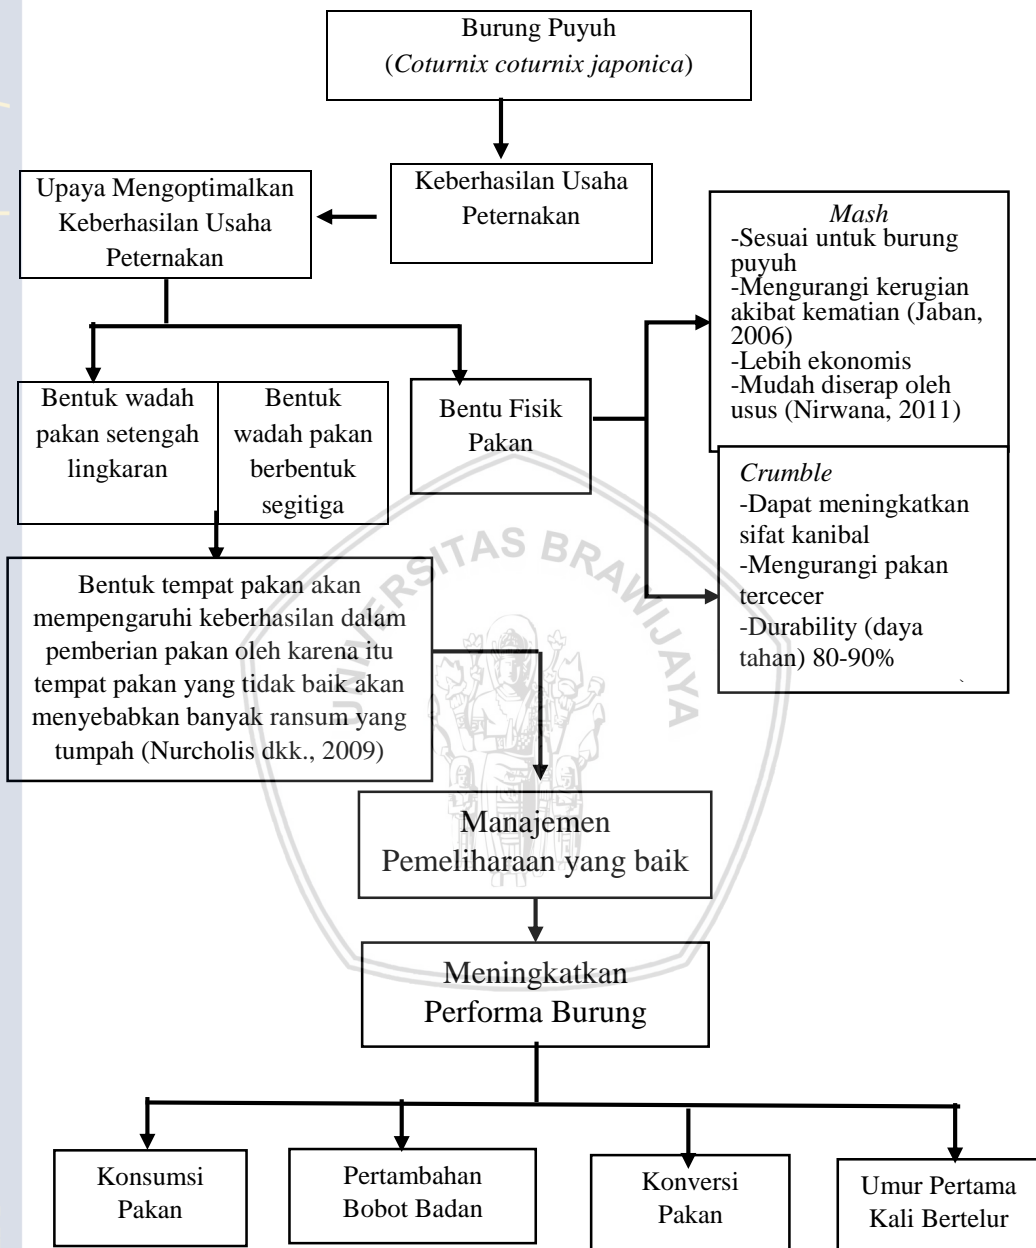 Burung Puyuh
(Coturnix coturnix japonica)
Keberhasilan Usaha
Peternakan
Upaya Mengoptimalkan
Keberhasilan Usaha
Peternakan
Mash
-Sesuai untuk burung
puyuh
-Mengurangi kerugian
akibat kematian (Jaban,
2006)
-Lebih ekonomis
-Mudah diserap oleh
usus (Nirwana, 2011)
Bentuk wadah
pakan setengah
lingkaran
Bentuk
wadah pakan
berbentuk
segitiga
Bentu Fisik
Pakan
Crumble
-Dapat meningkatkan
sifat kanibal
-Mengurangi pakan
tercecer
-Durability (daya
tahan) 80-90%
Bentuk tempat pakan akan
mempengaruhi keberhasilan dalam
pemberian pakan oleh karena itu
tempat pakan yang tidak baik akan
menyebabkan banyak ransum yang
tumpah (Nurcholis dkk., 2009)
UNIVERSITAS BRAWIJAYA
Manajemen
Pemeliharaan yang baik
Meningkatkan
Performa Burung
Konsumsi
Pakan
Pertambahan
Bobot Badan
Konversi
Pakan
Umur Pertama
Kali Bertelur